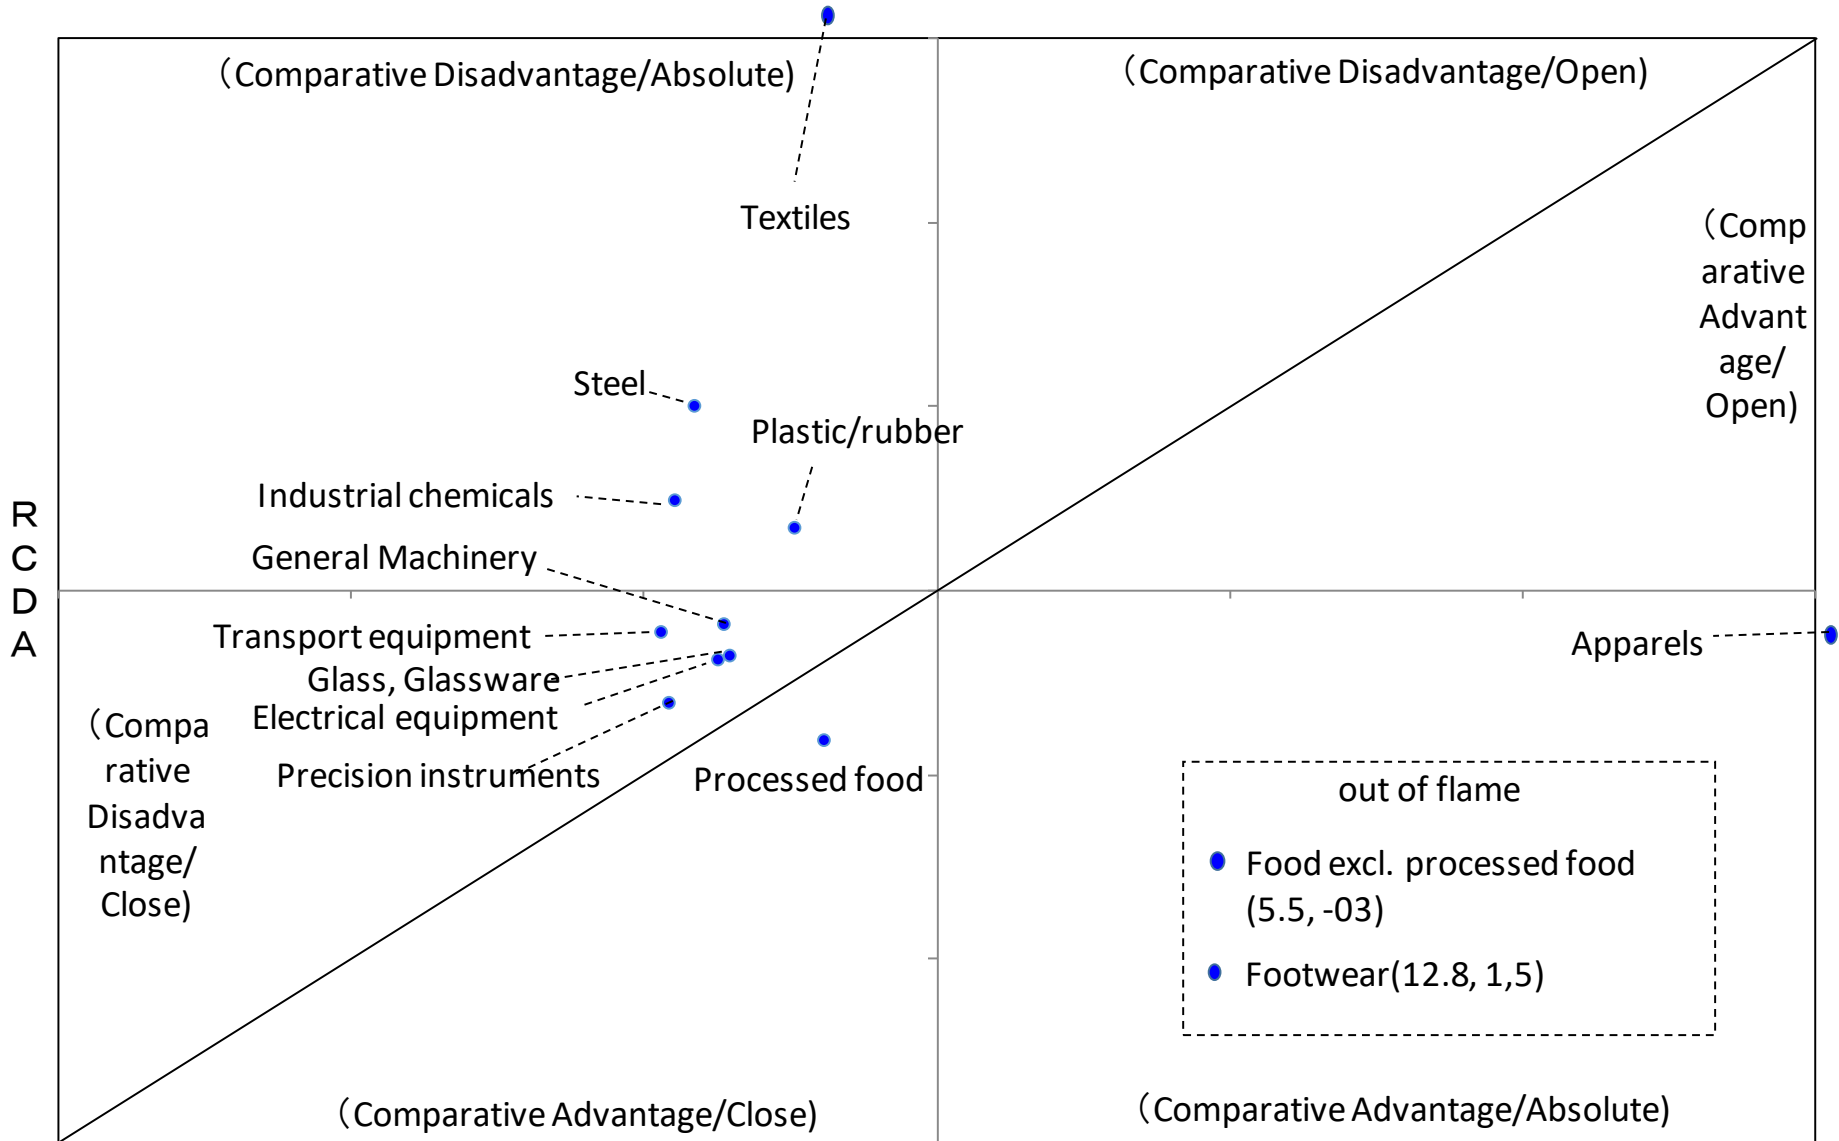 （Comparative Disadvantage/Absolute)
（Comparative Disadvantage/Open)
Textiles
（Comp
arative
Advant
age/
Open)
Steel
Plastic/rubber
Industrial chemicals
General Machinery
R
C
D
A
Transport equipment
Glass, Glassware
Electrical equipment
Precision instruments
Processed food
Apparels
（Compa
rative
Disadva
ntage/
Close)
out of flame
Food excl. processed food
(5.5, -03)
Footwear(12.8, 1,5)
（Comparative Advantage/Close)
（Comparative Advantage/Absolute)